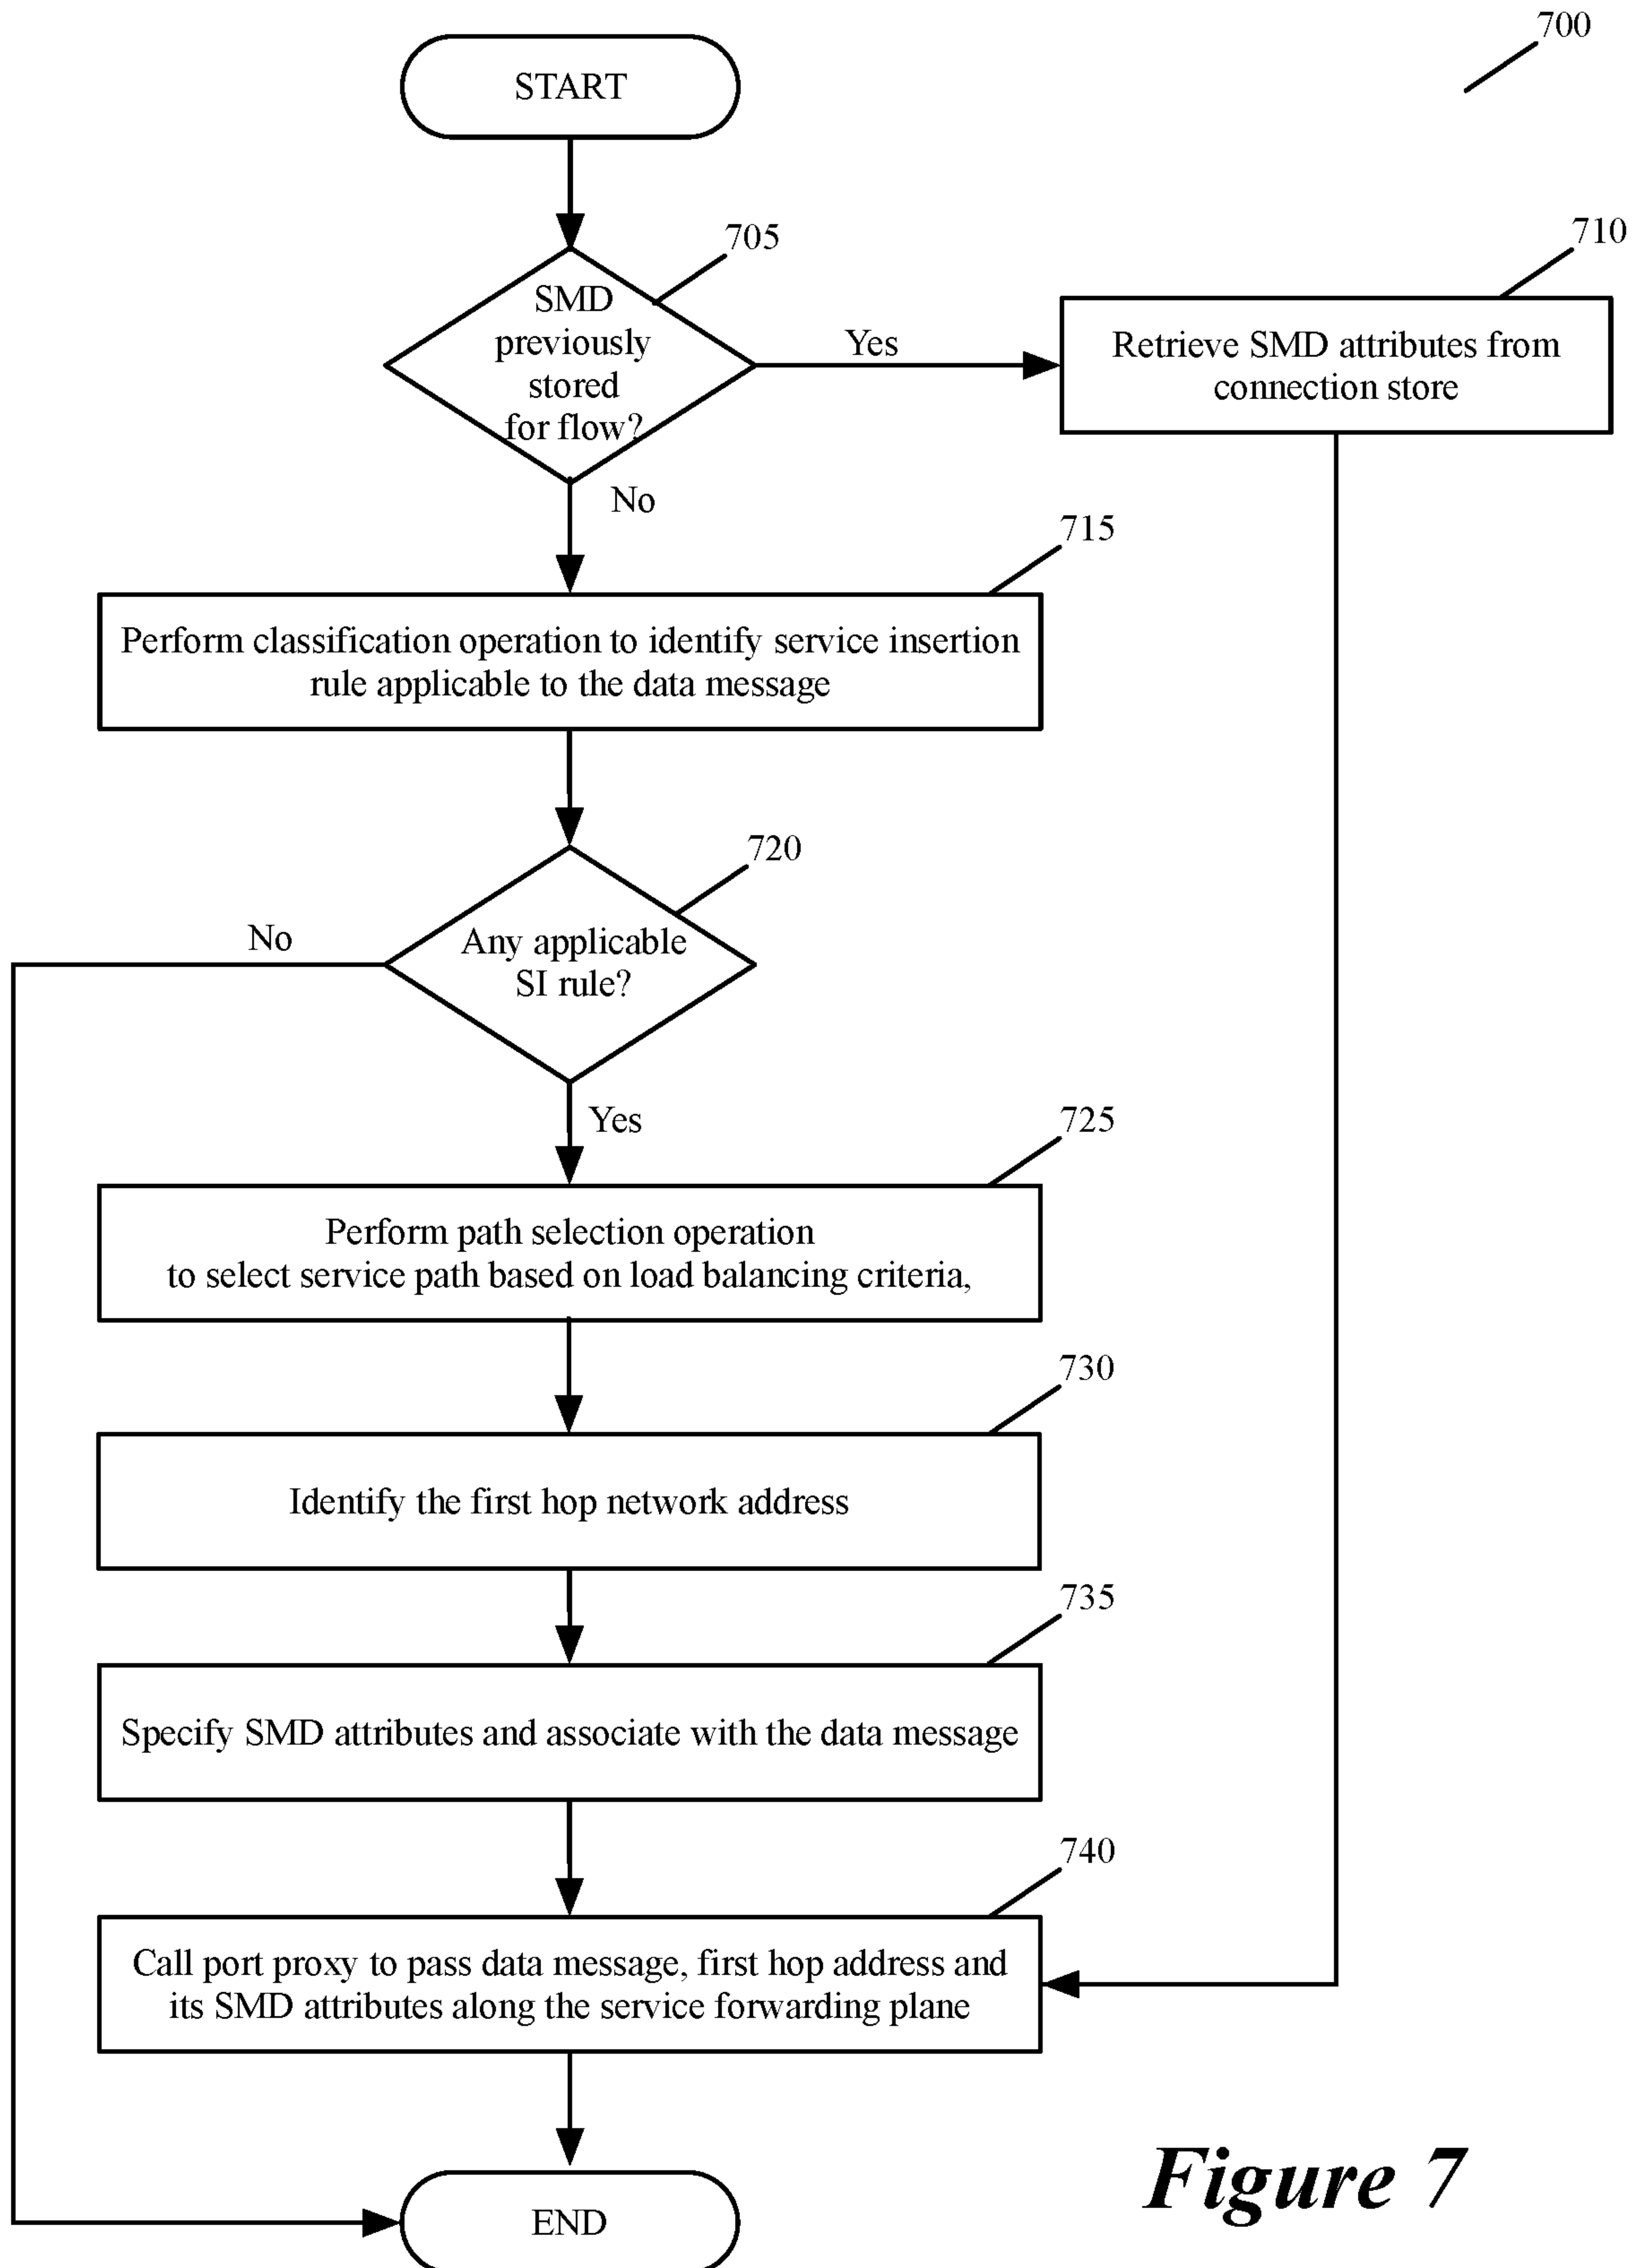 700
START
705
710
SMD
previously
stored
for flow?
Yes
Retrieve SMD attributes from
connection store
No
715
Perform classification operation to identify service insertion
rule applicable to the data message
720
No
Any applicable
SI rule?
Yes
725
Perform path selection operation
to select service path based on load balancing criteria,
730
Identify the first hop network address
735
Specify SMD attributes and associate with the data message
740
Call port proxy to pass data message, first hop address and
its SMD attributes along the service forwarding plane
END
Figure 7